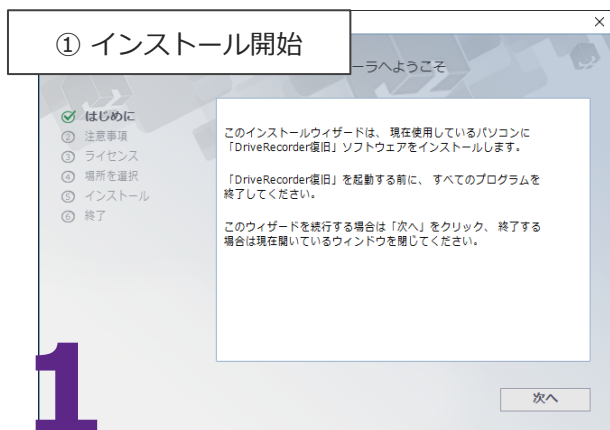 ① インストール開始
ーラへようこそ
はじめに
② 注意事項
③ ライセンス
④ 場所を選択
⑤ インストール
⑥ 終了
このインストールウィザードは、 現在使用しているパソコンに
「DriveRecorder復旧」ソフトウェアをインストールします。
「DriveRecorder復旧」を起動する前に、 すべてのプログラムを
終了してください。
このウィザードを続行する場合は「次へ」をクリック、 終了する
場合は現在開いているウィンドウを閉じてください。
1
次へ